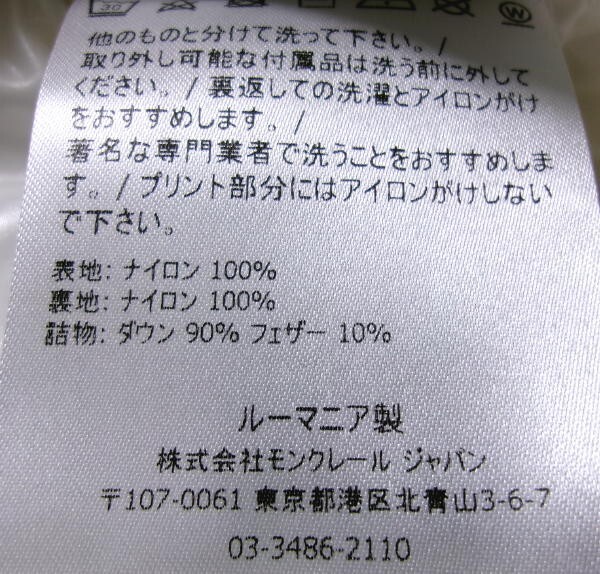 30
W
他のものと分けて洗って下さい。/
取り外し可能な付属品は洗う前に外して
ください。/ 裏返しての洗濯とアイロンがけ
をおすすめします。/
著名な専門業者で洗うことをおすすめしま
す。/ プリント部分にはアイロンがけしない
で下さい。
表地: ナイロン 100%
裏地: ナイロン 100%
詰物: ダウン 90% フェザー 10%
ルーマニア製
株式会社モンクレール ジャパン
〒107-0061 東京都港区北青山3-6-7
03-3486-2110